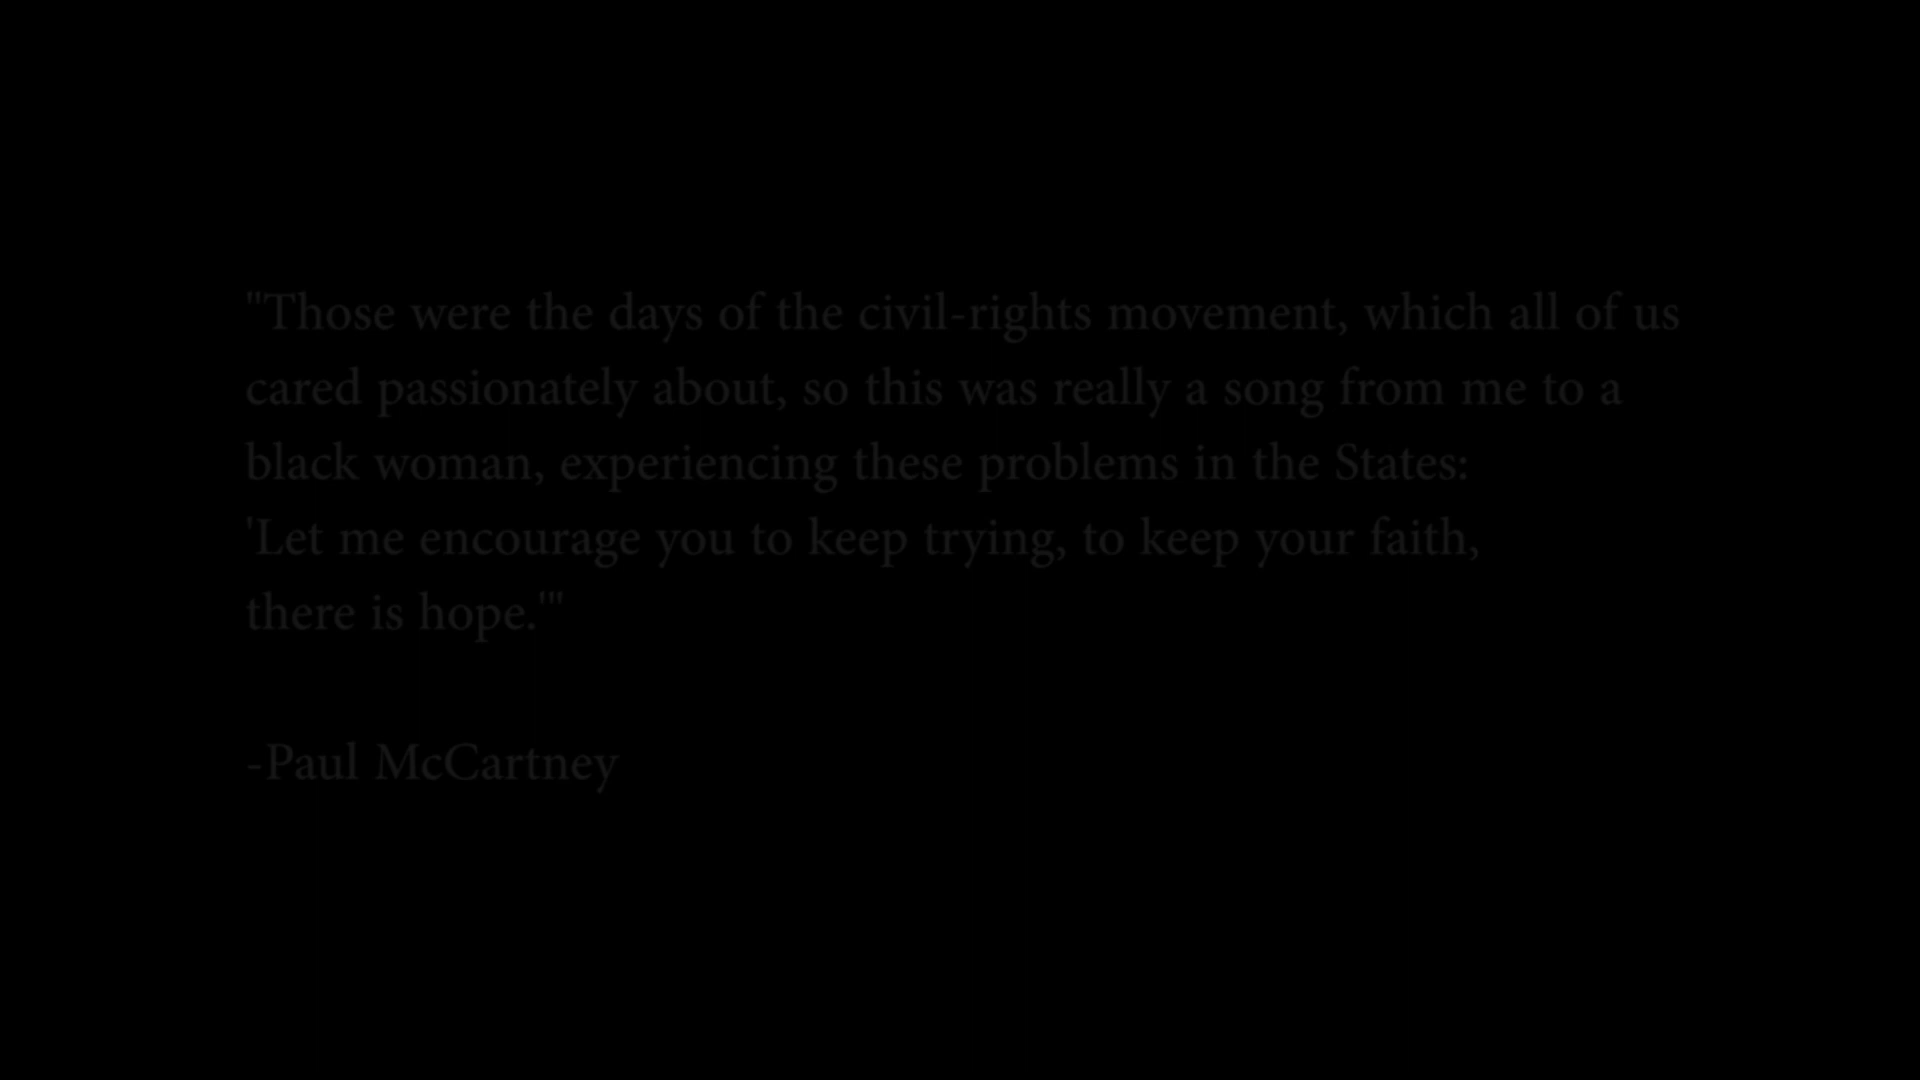 "Those were the days of the civil-rights movement, which all of us
cared passionately about, so this was really a song from me to a
black woman, experiencing these problems in the States:
'Let me encourage you to keep trying, to keep your faith,
there is hope.'"
-Paul McCartney